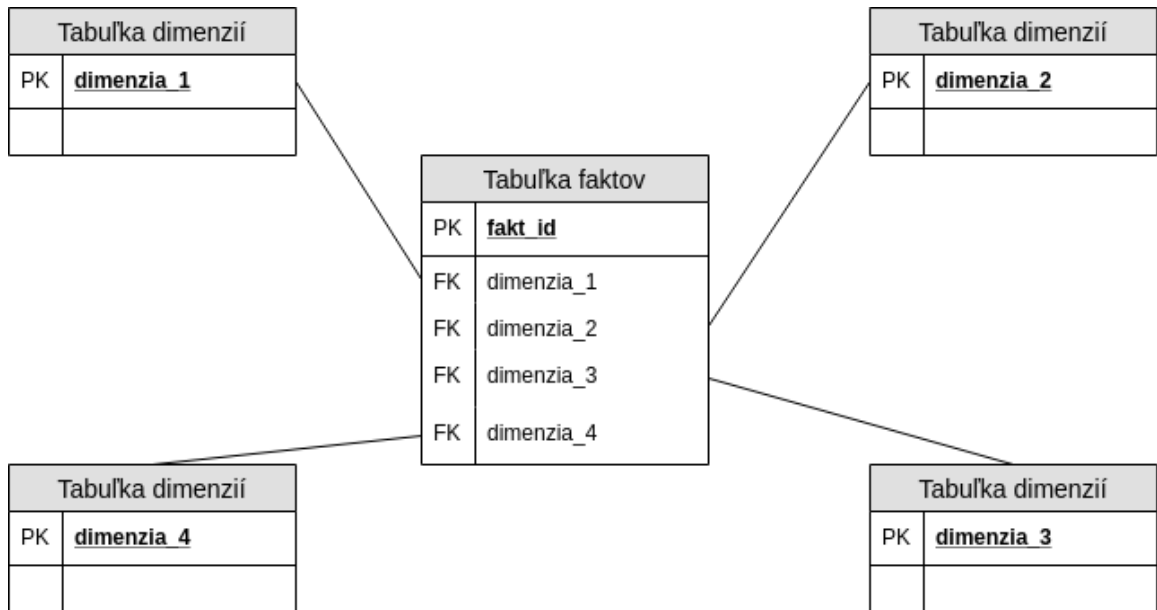 Tabuľka dimenzií
PK dimenzia_1
Tabuľka dimenzií
PK dimenzia_2
Tabuľka faktov
PK fakt_id
FK dimenzia_1
FK dimenzia_2
FK dimenzia_3
FK dimenzia_4
Tabuľka dimenzií
PK dimenzia_4
Tabuľka dimenzií
PK dimenzia_3